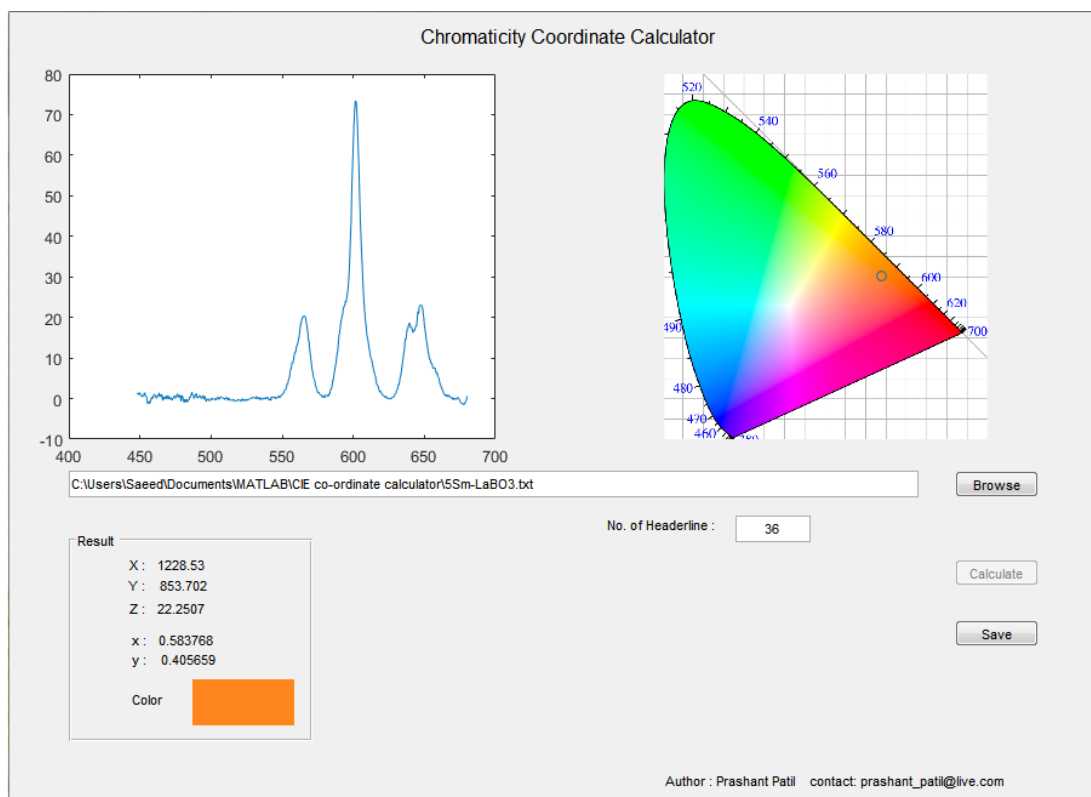 Chromaticity Coordinate Calculator
80
70
60
50
40
30
20
10
0
-10
400 450 500 550 600 650 700
520
540
560
580
600
620
700
490
480
470
460
C:\Users\Saeed\Documents\MATLAB\CIE co-ordinate calculator\5Sm-LaBO3.txt
Browse
No. of Headerline : 36
Calculate
Save
Result
X : 1228.53
Y : 853.702
Z : 22.2507
x : 0.583768
y : 0.405659
Color
Author : Prashant Patil contact: prashant_patil@live.com